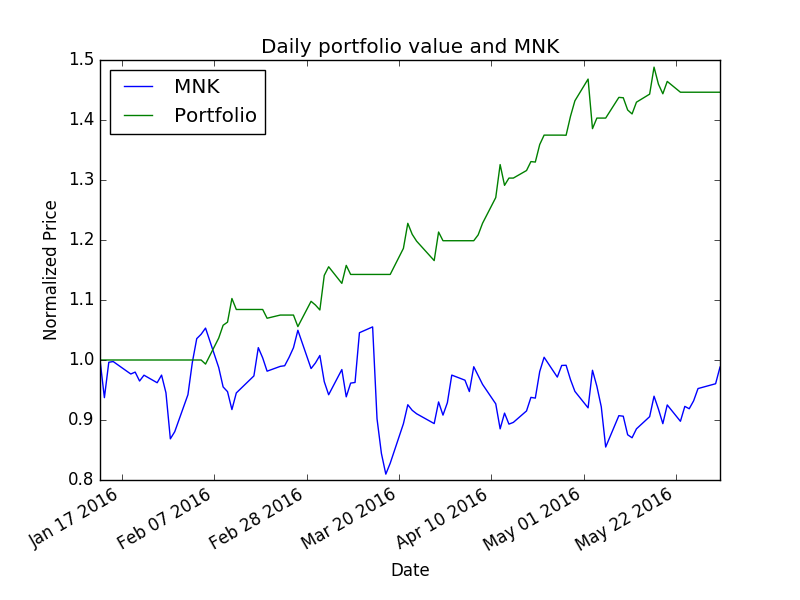 Daily portfolio value and MNK
MNK
Portfolio
1.5
1.4
1.3
1.2
1.1
1.0
0.9
0.8
Normalized Price
Jan 17 2016
Feb 07 2016
Feb 28 2016
Mar 20 2016
Apr 10 2016
May 01 2016
May 22 2016
Date